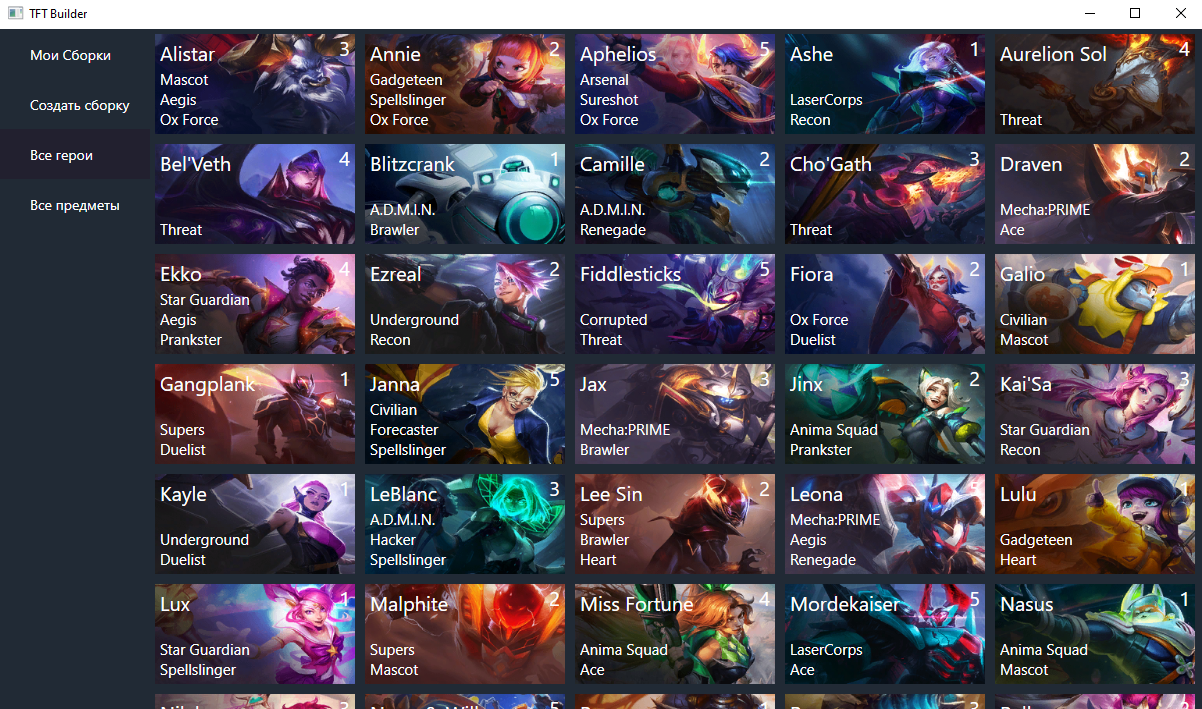 TFT Builder
Мои Сборки
Создать сборку
Все герои
Все предметы
Alistar 3
Mascot
Aegis
Ox Force
Annie 2
Gadgeteen
Spellslinger
Ox Force
Aphelios 5
Arsenal
Sureshot
Ox Force
Ashe 1
LaserCorps
Recon
Aurelion Sol 4
Threat
Bel'Veth 4
Threat
Blitzcrank 1
A.D.M.I.N.
Brawler
Camille 2
A.D.M.I.N.
Renegade
Cho'Gath 3
Threat
Draven 2
Mecha:PRIME
Ace
Ekko 4
Star Guardian
Aegis
Prankster
Ezreal 2
Underground
Recon
Fiddlesticks 5
Corrupted
Threat
Fiora 2
Ox Force
Duelist
Galio 1
Civilian
Mascot
Gangplank 1
Supers
Duelist
Janna 5
Civilian
Forecaster
Spellslinger
Jax 3
Mecha:PRIME
Brawler
Jinx 2
Anima Squad
Prankster
Kai'Sa 3
Star Guardian
Recon
Kayle 1
Underground
Duelist
LeBlanc 3
A.D.M.I.N.
Hacker
Spellslinger
Lee Sin 2
Supers
Brawler
Heart
Leona 5
Mecha:PRIME
Aegis
Renegade
Lulu 1
Gadgeteen
Heart
Lux 1
Star Guardian
Spellslinger
Malphite 2
Supers
Mascot
Miss Fortune 4
Anima Squad
Ace
Mordekaiser 5
LaserCorps
Ace
Nasus 1
Anima Squad
Mascot